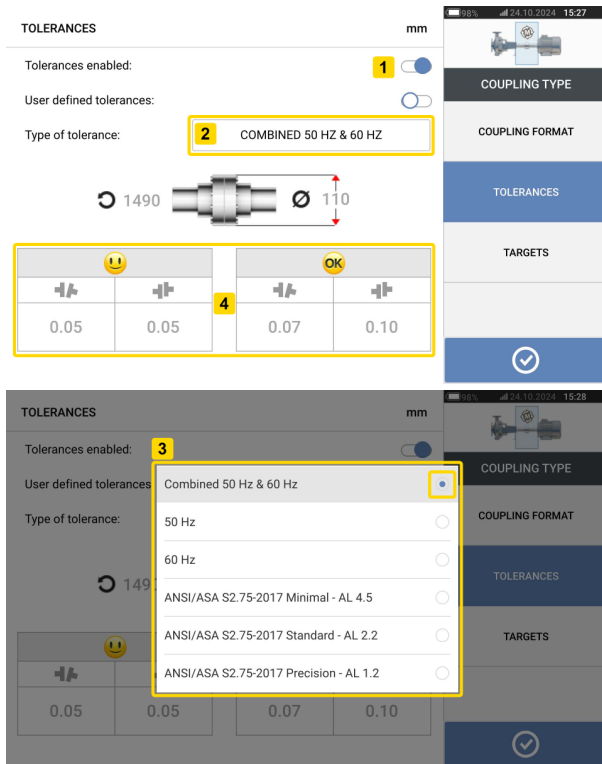 98% 24.10.2024 15:27
TOLERANCES mm
Tolerances enabled: 1
User defined tolerances:
Type of tolerance: 2 COMBINED 50 HZ & 60 HZ
1490 Ø 110
OK
4
0.05 0.05 0.07 0.10
COUPLING TYPE
COUPLING FORMAT
TOLERANCES
TARGETS
98% 24.10.2024 15:28
TOLERANCES mm
Tolerances enabled: 3
User defined tolerances
Type of tolerance:
Combined 50 Hz & 60 Hz
50 Hz
60 Hz
ANSI/ASA S2.75-2017 Minimal - AL 4.5
ANSI/ASA S2.75-2017 Standard - AL 2.2
ANSI/ASA S2.75-2017 Precision - AL 1.2
149
0.05 0.05 0.07 0.10
COUPLING TYPE
COUPLING FORMAT
TOLERANCES
TARGETS